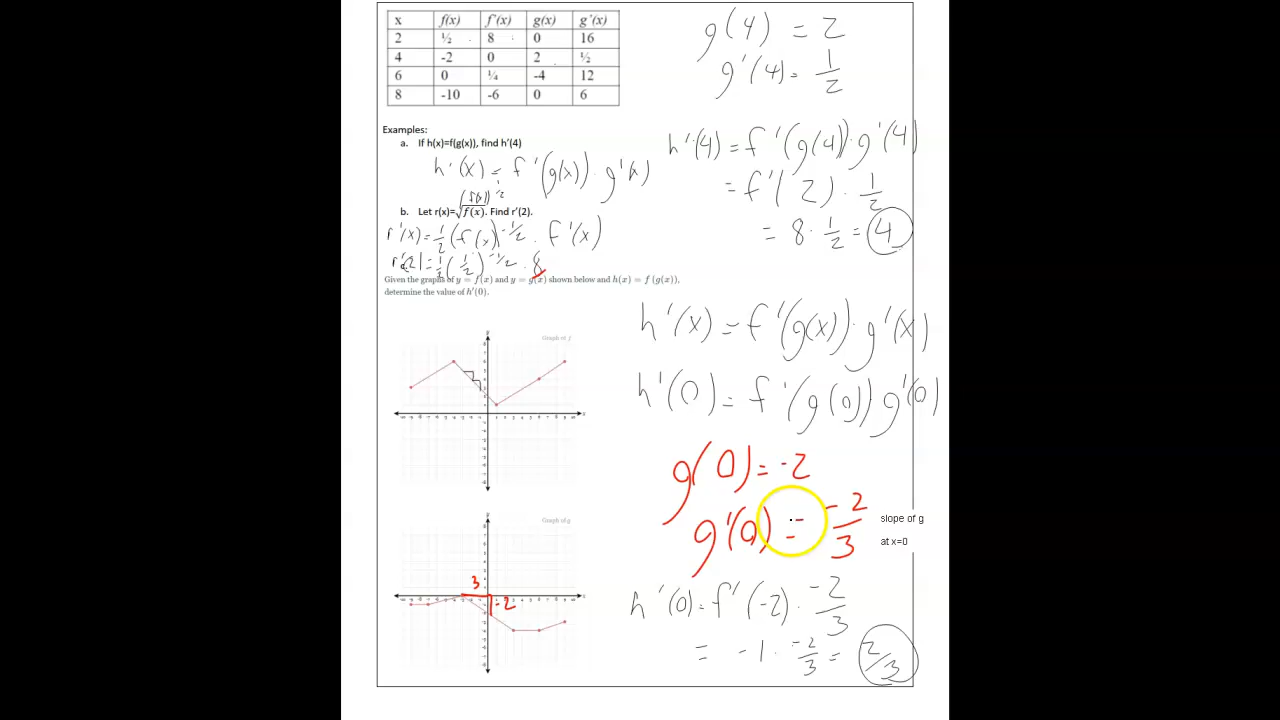 x f(x) f'(x) g(x) g'(x)
2 ½ 8 0 16
4 -2 0 2 ½
6 0 ¼ -4 12
8 -10 -6 0 6
g(4) = 2
g'(4) = 1/2
Examples:
a. If h(x)=f(g(x)), find h'(4)
h'(x) = f'(g(x)) · g'(x)
h'(4) = f'(g(4)) · g'(4)
= f'(2) · 1/2
= 8 · 1/2 = 4
(f(x))^1/2
b. Let r(x)=√f(x). Find r'(2).
r'(x) = 1/2 (f(x))^-1/2 · f'(x)
r'(2) = 1/2 (1/2)^-1/2 · 8
Given the graphs of y = f(x) and y = g(x) shown below and h(x) = f (g(x)),
determine the value of h'(0).
h'(x) = f'(g(x)) · g'(x)
h'(0) = f'(g(0)) · g'(0)
Graph of f
g(0) = -2
g'(0) = -2/3
slope of g
at x=0
Graph of g
3
-2
h'(0) = f'(-2) · -2/3
= -1 · -2/3 = 2/3